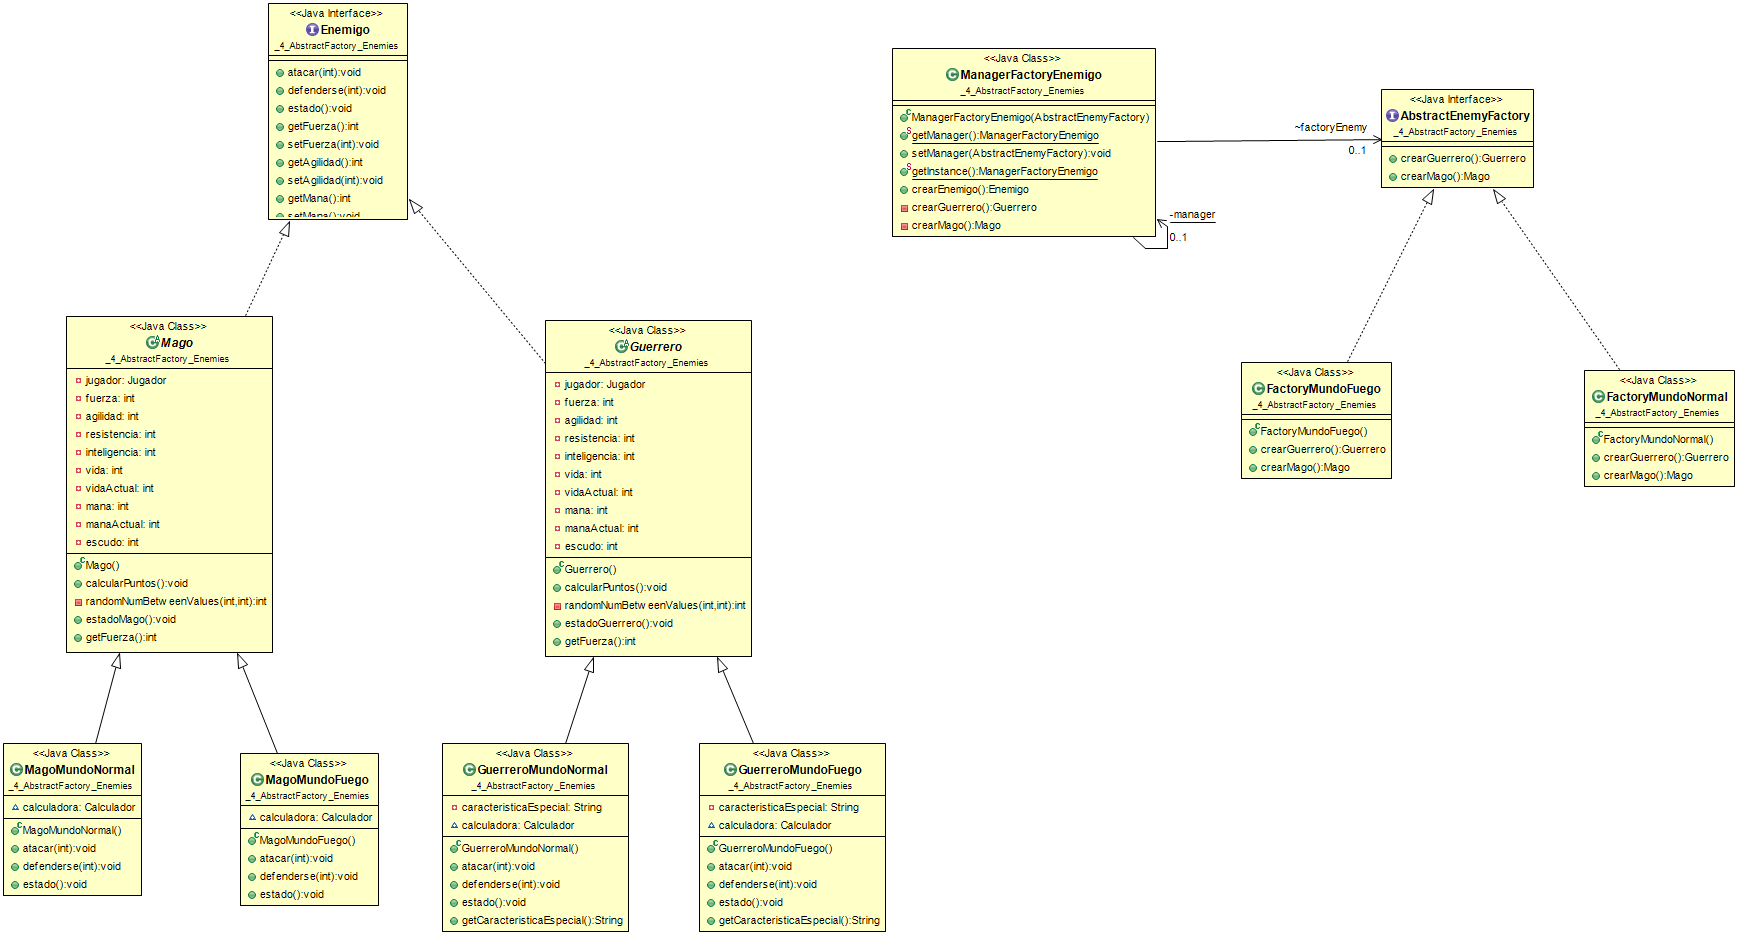 <<Java Interface>>
Enemigo
_4_AbstractFactory_Enemies
atacar(int):void
defenderse(int):void
estado():void
getFuerza():int
setFuerza(int):void
getAgilidad():int
setAgilidad(int):void
getMana():int
setMana():void
<<Java Class>>
ManagerFactoryEnemigo
_4_AbstractFactory_Enemies
ManagerFactoryEnemigo(AbstractEnemyFactory)
getManager():ManagerFactoryEnemigo
setManager(AbstractEnemyFactory):void
getInstance():ManagerFactoryEnemigo
crearEnemigo():Enemigo
crearGuerrero():Guerrero
crearMago():Mago
~factoryEnemy
0..1
-manager
0..1
<<Java Interface>>
AbstractEnemyFactory
_4_AbstractFactory_Enemies
crearGuerrero():Guerrero
crearMago():Mago
<<Java Class>>
Mago
_4_AbstractFactory_Enemies
jugador: Jugador
fuerza: int
agilidad: int
resistencia: int
inteligencia: int
vida: int
vidaActual: int
mana: int
manaActual: int
escudo: int
Mago()
calcularPuntos():void
randomNumBetweenValues(int,int):int
estadoMago():void
getFuerza():int
<<Java Class>>
Guerrero
_4_AbstractFactory_Enemies
jugador: Jugador
fuerza: int
agilidad: int
resistencia: int
inteligencia: int
vida: int
vidaActual: int
mana: int
manaActual: int
escudo: int
Guerrero()
calcularPuntos():void
randomNumBetweenValues(int,int):int
estadoGuerrero():void
getFuerza():int
<<Java Class>>
FactoryMundoFuego
_4_AbstractFactory_Enemies
FactoryMundoFuego()
crearGuerrero():Guerrero
crearMago():Mago
<<Java Class>>
FactoryMundoNormal
_4_AbstractFactory_Enemies
FactoryMundoNormal()
crearGuerrero():Guerrero
crearMago():Mago
<<Java Class>>
MagoMundoNormal
_4_AbstractFactory_Enemies
calculadora: Calculador
MagoMundoNormal()
atacar(int):void
defenderse(int):void
estado():void
<<Java Class>>
MagoMundoFuego
_4_AbstractFactory_Enemies
calculadora: Calculador
MagoMundoFuego()
atacar(int):void
defenderse(int):void
estado():void
<<Java Class>>
GuerreroMundoNormal
_4_AbstractFactory_Enemies
caracteristicaEspecial: String
calculadora: Calculador
GuerreroMundoNormal()
atacar(int):void
defenderse(int):void
estado():void
getCaracteristicaEspecial():String
<<Java Class>>
GuerreroMundoFuego
_4_AbstractFactory_Enemies
caracteristicaEspecial: String
calculadora: Calculador
GuerreroMundoFuego()
atacar(int):void
defenderse(int):void
estado():void
getCaracteristicaEspecial():String